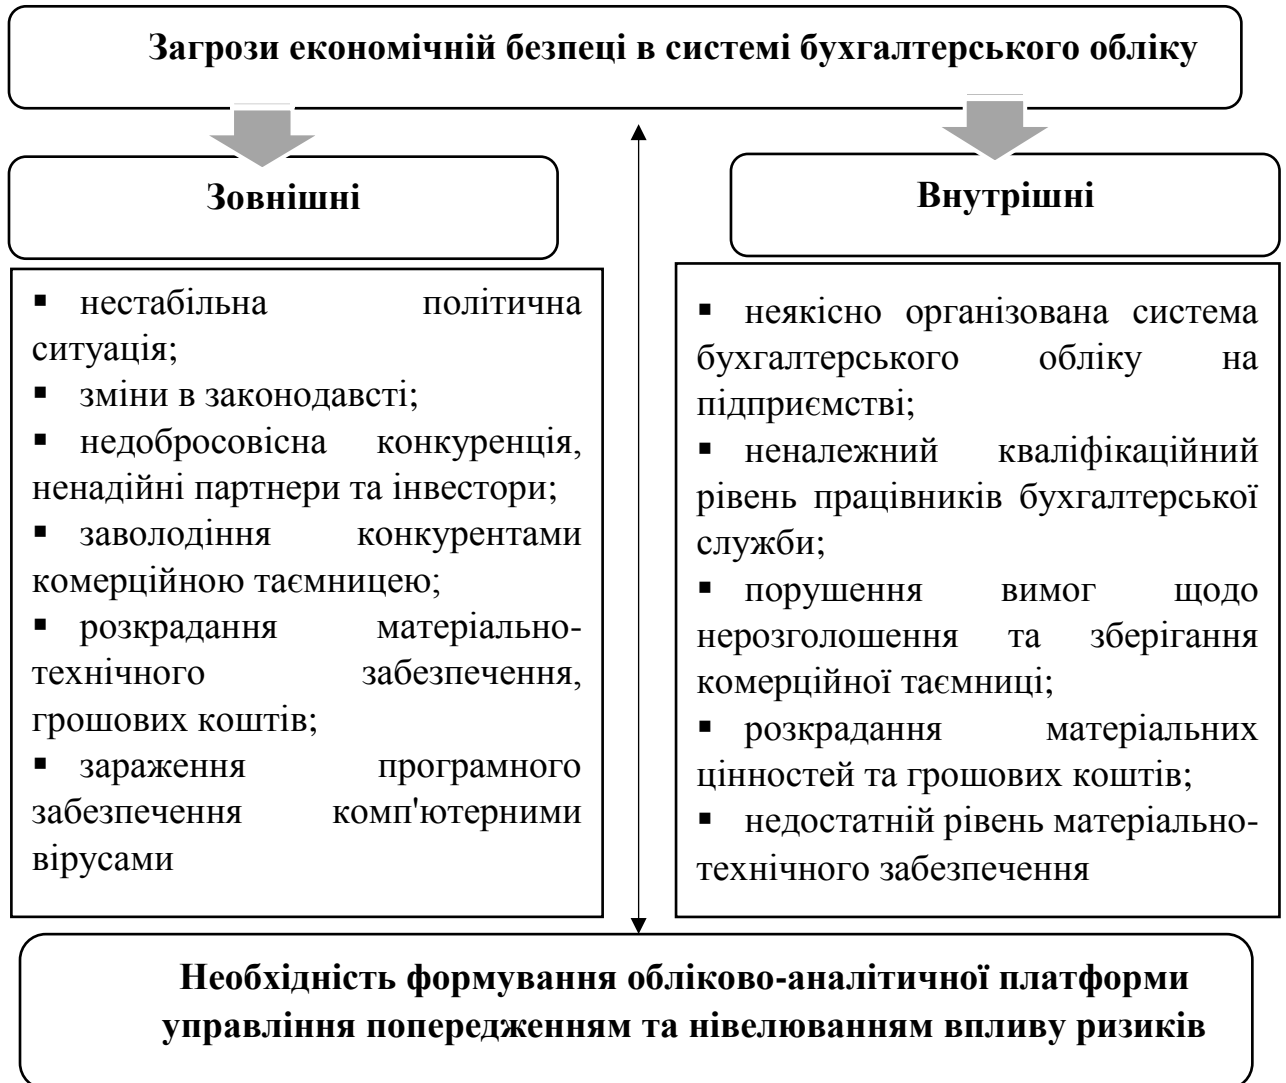 Загрози економічній безпеці в системі бухгалтерського обліку
Зовнішні
▪ нестабільна політична
ситуація;
▪ зміни в законодавсті;
▪ недобросовісна конкуренція,
ненадійні партнери та інвестори;
▪ заволодіння конкурентами
комерційною таємницею;
▪ розкрадання матеріально-
технічного забезпечення,
грошових коштів;
▪ зараження програмного
забезпечення комп'ютерними
вірусами
Внутрішні
▪ неякісно організована система
бухгалтерського обліку на
підприємстві;
▪ неналежний кваліфікаційний
рівень працівників бухгалтерської
служби;
▪ порушення вимог щодо
нерозголошення та зберігання
комерційної таємниці;
▪ розкрадання матеріальних
цінностей та грошових коштів;
▪ недостатній рівень матеріально-
технічного забезпечення
Необхідність формування обліково-аналітичної платформи
управління попередженням та нівелюванням впливу ризиків